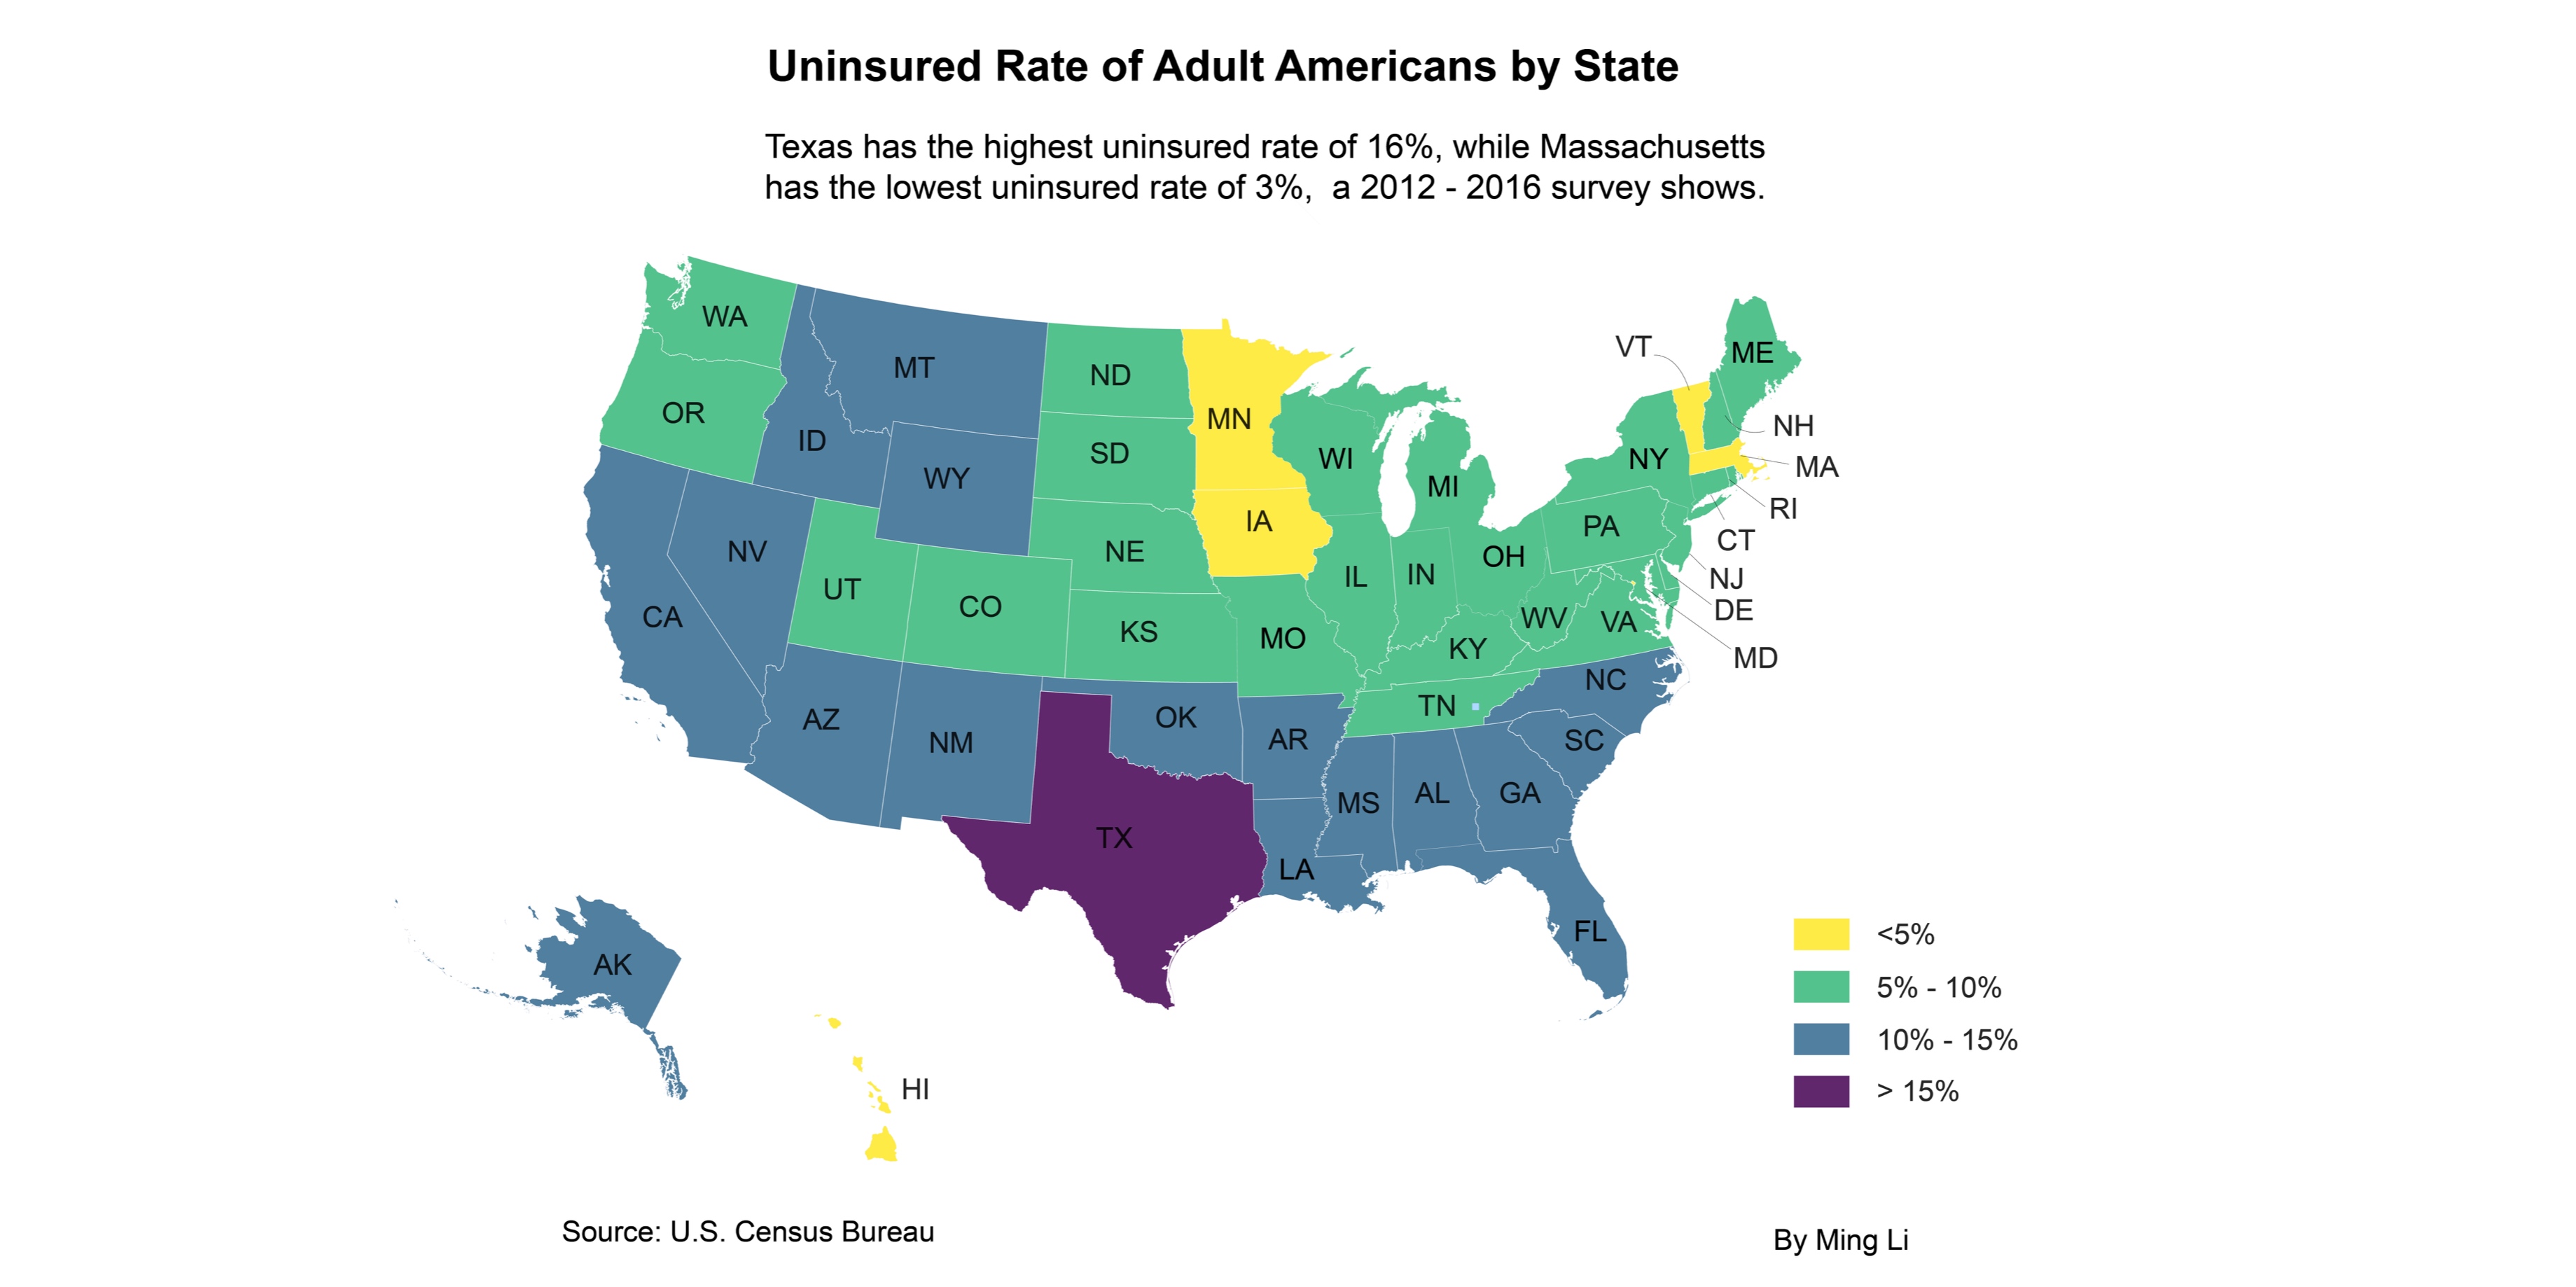 Uninsured Rate of Adult Americans by State
Texas has the highest uninsured rate of 16%, while Massachusetts
has the lowest uninsured rate of 3%,  a 2012 - 2016 survey shows.
WA
MT
ND
MN
VT
ME
OR
ID
SD
WI
NH
WY
MI
NY
MA
RI
NV
NE
IA
PA
CT
UT
CO
IL
IN
OH
NJ
DE
CA
KS
MO
KY
WV
VA
MD
AZ
NM
OK
AR
TN
NC
SC
TX
MS
AL
GA
LA
FL
AK
HI
<5%
5% - 10%
10% - 15%
> 15%
Source: U.S. Census Bureau
By Ming Li